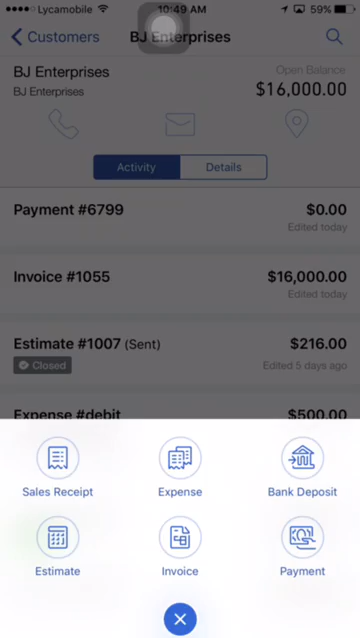 Lycamobile 10:49 AM 59%
Customers BJ Enterprises
BJ Enterprises Open Balance
BJ Enterprises $16,000.00
Activity Details
Payment #6799 $0.00
Edited today
Invoice #1055 $16,000.00
Edited today
Estimate #1007 (Sent) $216.00
Closed Edited 5 days ago
Expense #debit $500.00
Sales Receipt Expense Bank Deposit
Estimate Invoice Payment